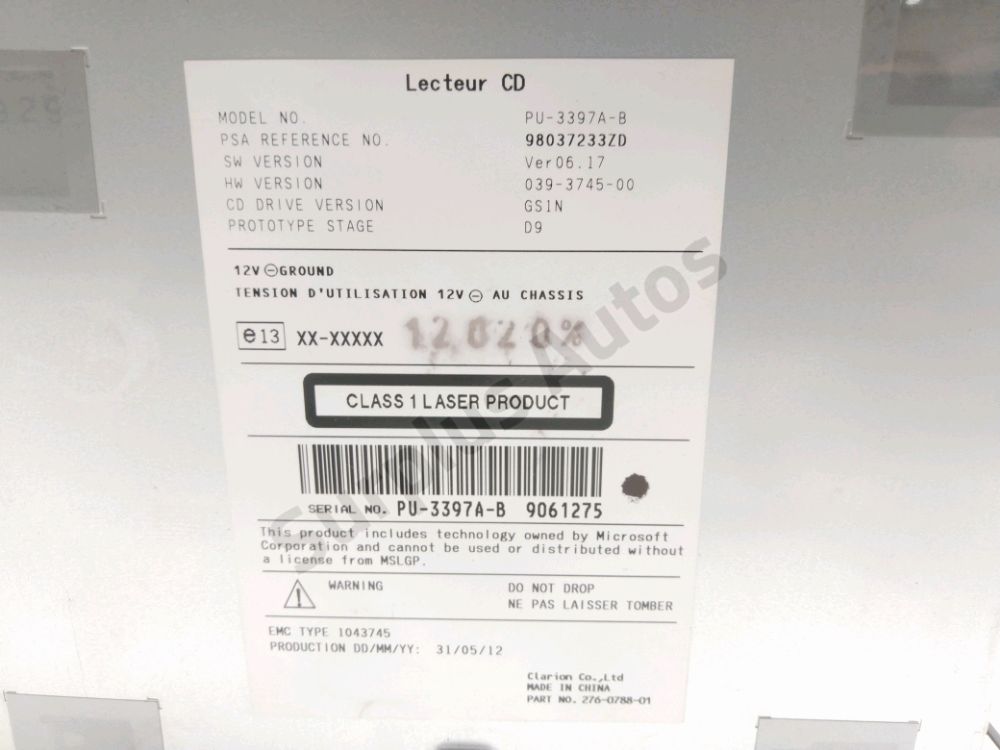 Lecteur CD
MODEL NO. PU-3397A-B
PSA REFERENCE NO. 98037233ZD
SW VERSION Ver06.17
HW VERSION 039-3745-00
CD DRIVE VERSION GS1N
PROTOTYPE STAGE D9
12V ⊖GROUND
TENSION D'UTILISATION 12V ⊖ AU CHASSIS
e13 XX-XXXXX
CLASS 1 LASER PRODUCT
SERIAL NO. PU-3397A-B 9061275
This product includes technology owned by Microsoft
Corporation and cannot be used or distributed without
a license from MSLGP.
WARNING DO NOT DROP
NE PAS LAISSER TOMBER
EMC TYPE 1043745
PRODUCTION DD/MM/YY: 31/05/12
Clarion Co.,Ltd
MADE IN CHINA
PART NO. 276-0788-01
Surplus Autos